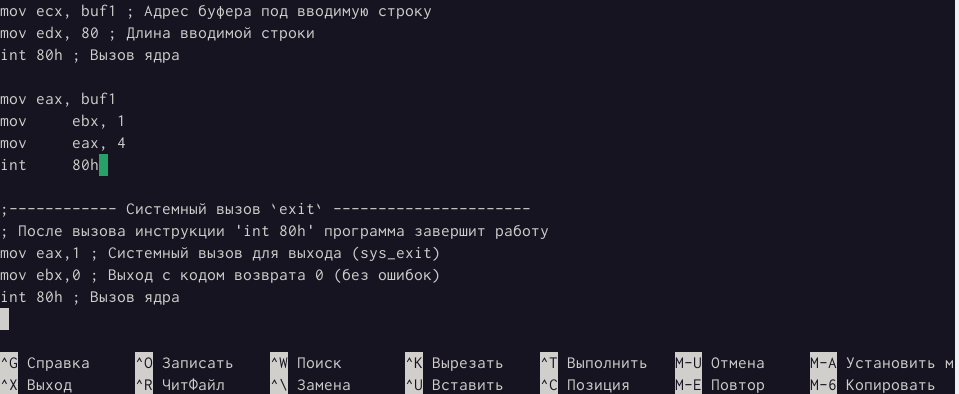 mov ecx, buf1 ; Адрес буфера под вводимую строку
mov edx, 80 ; Длина вводимой строки
int 80h ; Вызов ядра
mov eax, buf1
mov     ebx, 1
mov     eax, 4
int     80h
;------------ Системный вызов `exit` ----------------------
; После вызова инструкции 'int 80h' программа завершит работу
mov eax,1 ; Системный вызов для выхода (sys_exit)
mov ebx,0 ; Выход с кодом возврата 0 (без ошибок)
int 80h ; Вызов ядра
^G Справка ^O Записать ^W Поиск ^K Вырезать ^T Выполнить M-U Отмена M-A Установить м
^X Выход ^R ЧитФайл ^\ Замена ^U Вставить ^C Позиция M-E Повтор M-6 Копировать